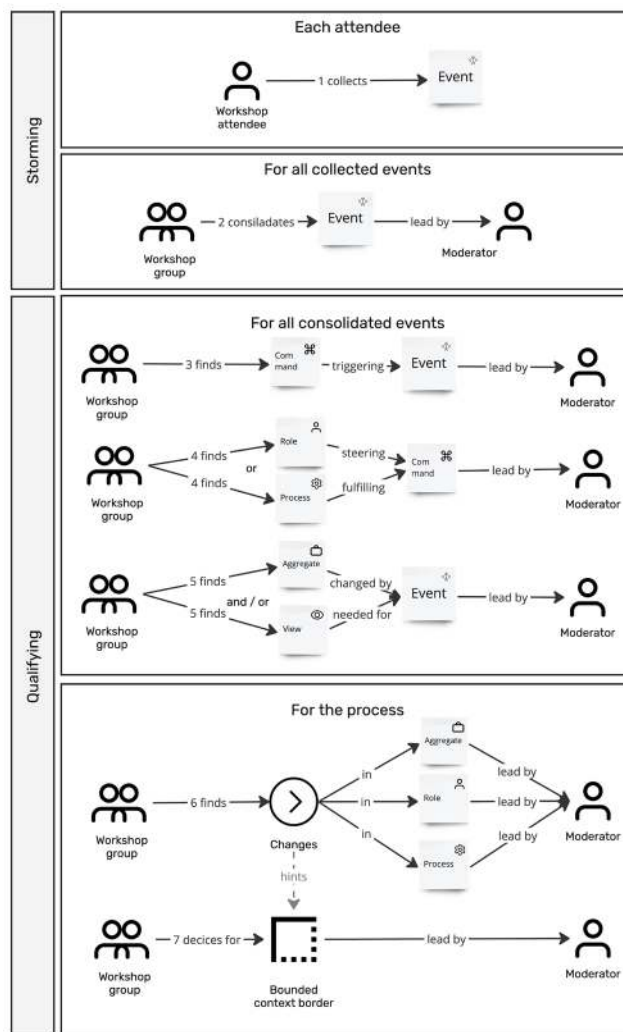 Storming
Each attendee
Workshop
attendee
1 collects
Event
For all collected events
Workshop
group
2 consiladates
Event
lead by
Moderator
Qualifying
For all consolidated events
Workshop
group
3 finds
Com
mand
triggering
Event
lead by
Moderator
Workshop
group
4 finds
or
4 finds
Role
Process
steering
fulfilling
Com
mand
lead by
Moderator
Workshop
group
5 finds
and / or
5 finds
Aggregate
View
changed by
needed for
Event
lead by
Moderator
For the process
Workshop
group
6 finds
Changes
in
in
in
Aggregate
Role
Process
lead by
lead by
lead by
Moderator
hints
Workshop
group
7 decices for
Bounded
context border
lead by
Moderator